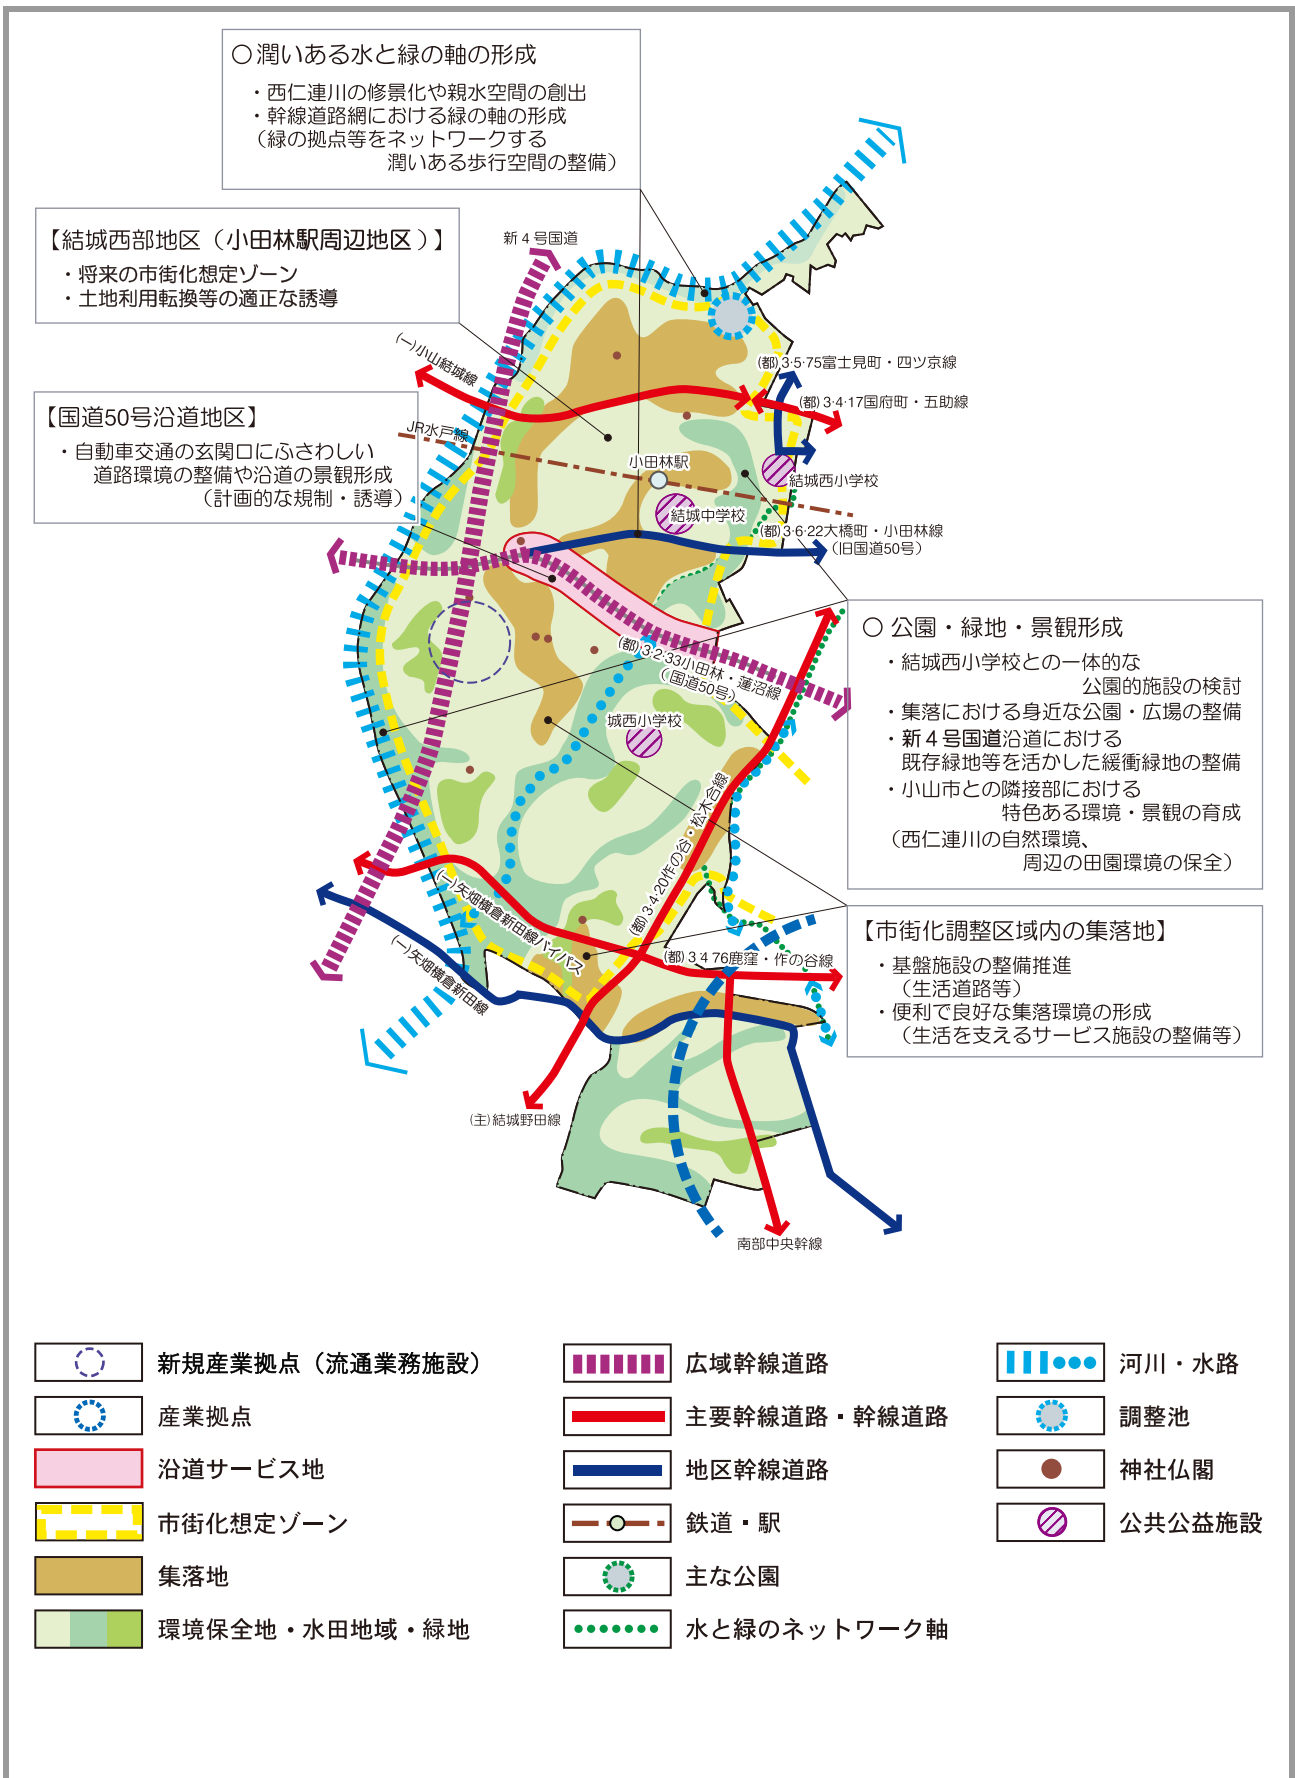 ○ 潤いある水と緑の軸の形成
・西仁連川の修景化や親水空間の創出
・幹線道路網における緑の軸の形成
（緑の拠点等をネットワークする
潤いある歩行空間の整備）
【結城西部地区（小田林駅周辺地区）】
・将来の市街化想定ゾーン
・土地利用転換等の適正な誘導
【国道50号沿道地区】
・自動車交通の玄関口にふさわしい
道路環境の整備や沿道の景観形成
（計画的な規制・誘導）
新４号国道
(一)小山結城線
JR水戸線
(都)3･5･75富士見町・四ツ京線
(都)3･4･17国府町・五助線
小田林駅
結城西小学校
結城中学校
(都)3･6･22大橋町・小田林線
（旧国道50号）
(都)3･2･33小田林・蓮沼線
（国道50号）
城西小学校
(都)3･4･20作の谷・松木合線
(一)矢畑横倉新田線バイパス
(一)矢畑横倉新田線
(都)3 4 76鹿窪・作の谷線
(主)結城野田線
南部中央幹線
○ 公園・緑地・景観形成
・結城西小学校との一体的な
公園的施設の検討
・集落における身近な公園・広場の整備
・新４号国道沿道における
既存緑地等を活かした緩衝緑地の整備
・小山市との隣接部における
特色ある環境・景観の育成
（西仁連川の自然環境、
周辺の田園環境の保全）
【市街化調整区域内の集落地】
・基盤施設の整備推進
（生活道路等）
・便利で良好な集落環境の形成
（生活を支えるサービス施設の整備等）
新規産業拠点（流通業務施設）
産業拠点
沿道サービス地
市街化想定ゾーン
集落地
環境保全地・水田地域・緑地
広域幹線道路
主要幹線道路・幹線道路
地区幹線道路
鉄道・駅
主な公園
水と緑のネットワーク軸
河川・水路
調整池
神社仏閣
公共公益施設